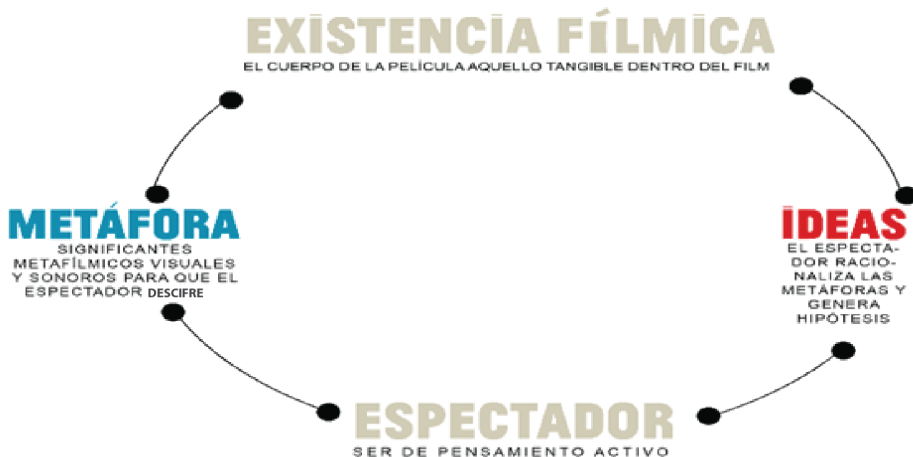 EXISTENCIA FÍLMICA
EL CUERPO DE LA PELÍCULA AQUELLO TANGIBLE DENTRO DEL FILM
METÁFORA
SIGNIFICANTES
METAFÍLMICOS VISUALES
Y SONOROS PARA QUE EL
ESPECTADOR DESCIFRE
IDEAS
EL ESPECTA-
DOR RACIO-
NALIZA LAS
METÁFORAS Y
GENERA
HIPÓTESIS
ESPECTADOR
SER DE PENSAMIENTO ACTIVO